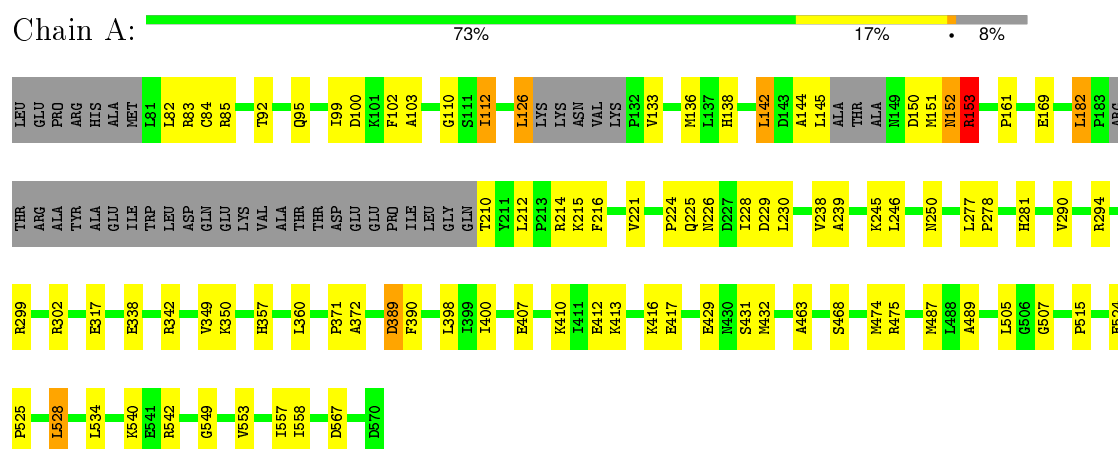 Chain A:
73% 17% • 8%
LEU GLU PRO ARG HIS ALA MET L81 L82 R83 C84 R85 T92 Q95 I99 D100 K101 F102 A103 G110 S111 I112 L126 LYS LYS ASN VAL LYS P132 V133 M136 L137 H138 L142 D143 A144 L145 ALA THR ALA N149 D150 M151 N152 R153 P161 E169 L182 P183
THR ARG ALA TYR ALA GLU ILE TRP LEU ASP GLN GLU LYS VAL ALA THR THR ASP GLU GLU PRO ILE LEU GLY GLN T210 Y211 L212 P213 R214 K215 F216 V221 P224 Q225 N226 D227 I228 D229 L230 V238 A239 K245 L246 N250 L277 P278 H281 V290 R294
R299 R302 E317 E338 R342 V349 K350 H357 L360 P371 A372 D389 F390 L398 I399 I400 E407 K410 I411 E412 K413 K416 E417 E429 N430 S431 M432 A463 S468 M474 R475 M487 L488 A489 L505 G506 G507 P515
P525 L528 L534 K540 E541 R542 G549 V553 I557 I558 D567 D570